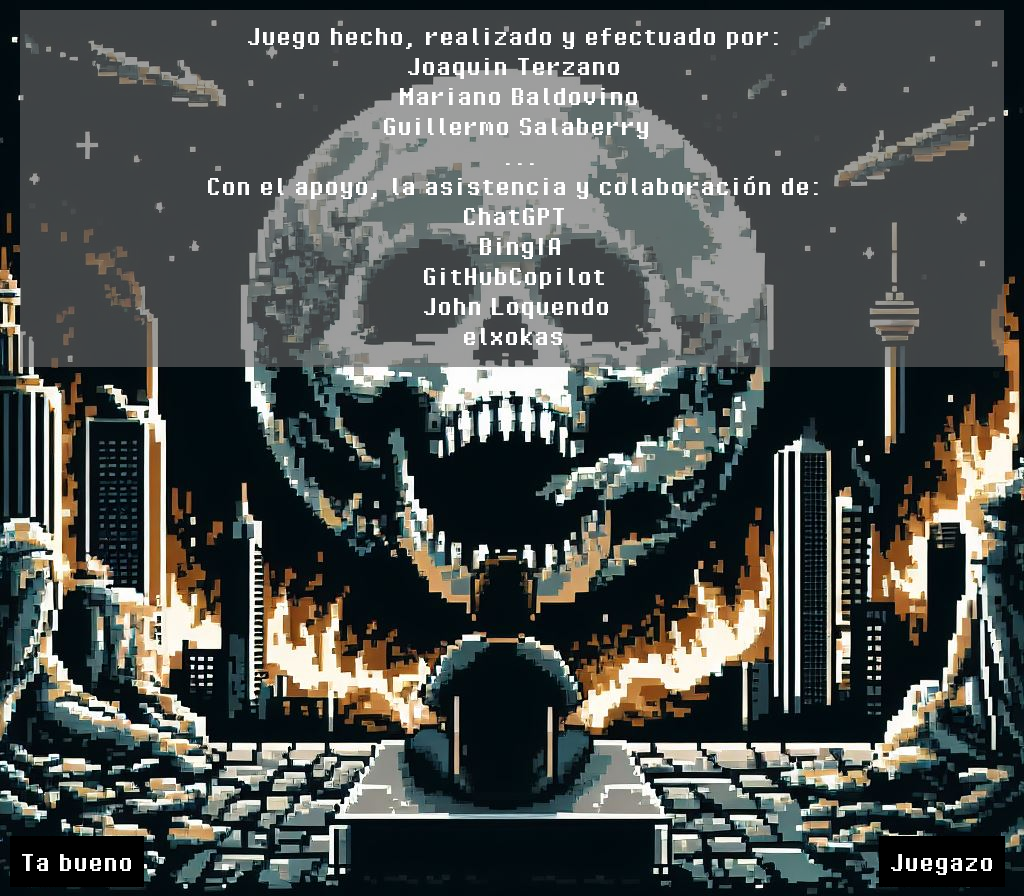 Juego hecho, realizado y efectuado por:
Joaquin Terzano
Mariano Baldovino
Guillermo Salaberry
...
Con el apoyo, la asistencia y colaboración de:
ChatGPT
BingIA
GitHubCopilot
John Loquendo
elxokas
Ta bueno
Juegazo